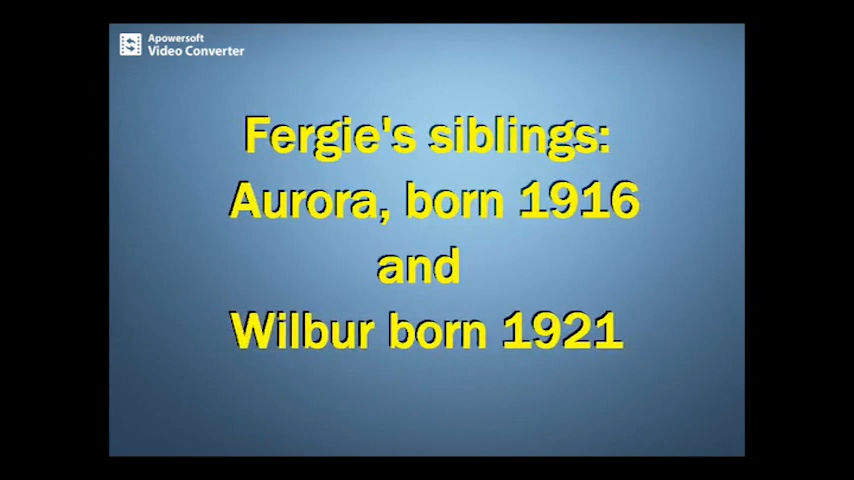 Apowersoft
Video Converter
Fergie's siblings:
Aurora, born 1916
and
Wilbur born 1921